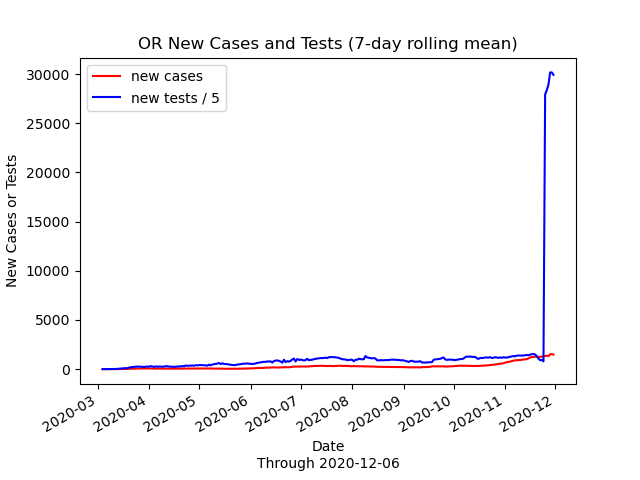 OR New Cases and Tests (7-day rolling mean)
new cases
new tests / 5
New Cases or Tests
30000
25000
20000
15000
10000
5000
0
2020-03
2020-04
2020-05
2020-06
2020-07
2020-08
2020-09
2020-10
2020-11
2020-12
Date
Through 2020-12-06